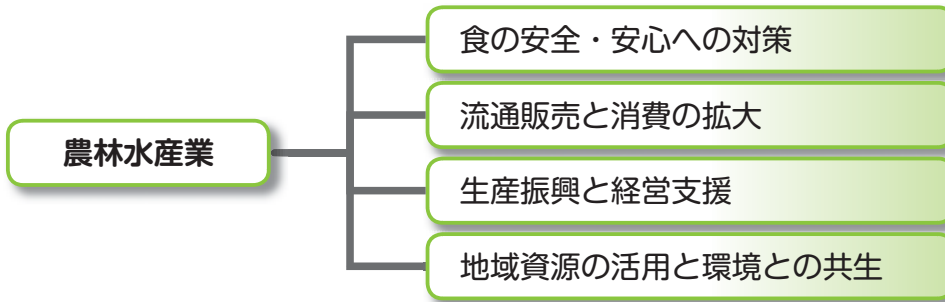 農林水産業
食の安全・安心への対策
流通販売と消費の拡大
生産振興と経営支援
地域資源の活用と環境との共生